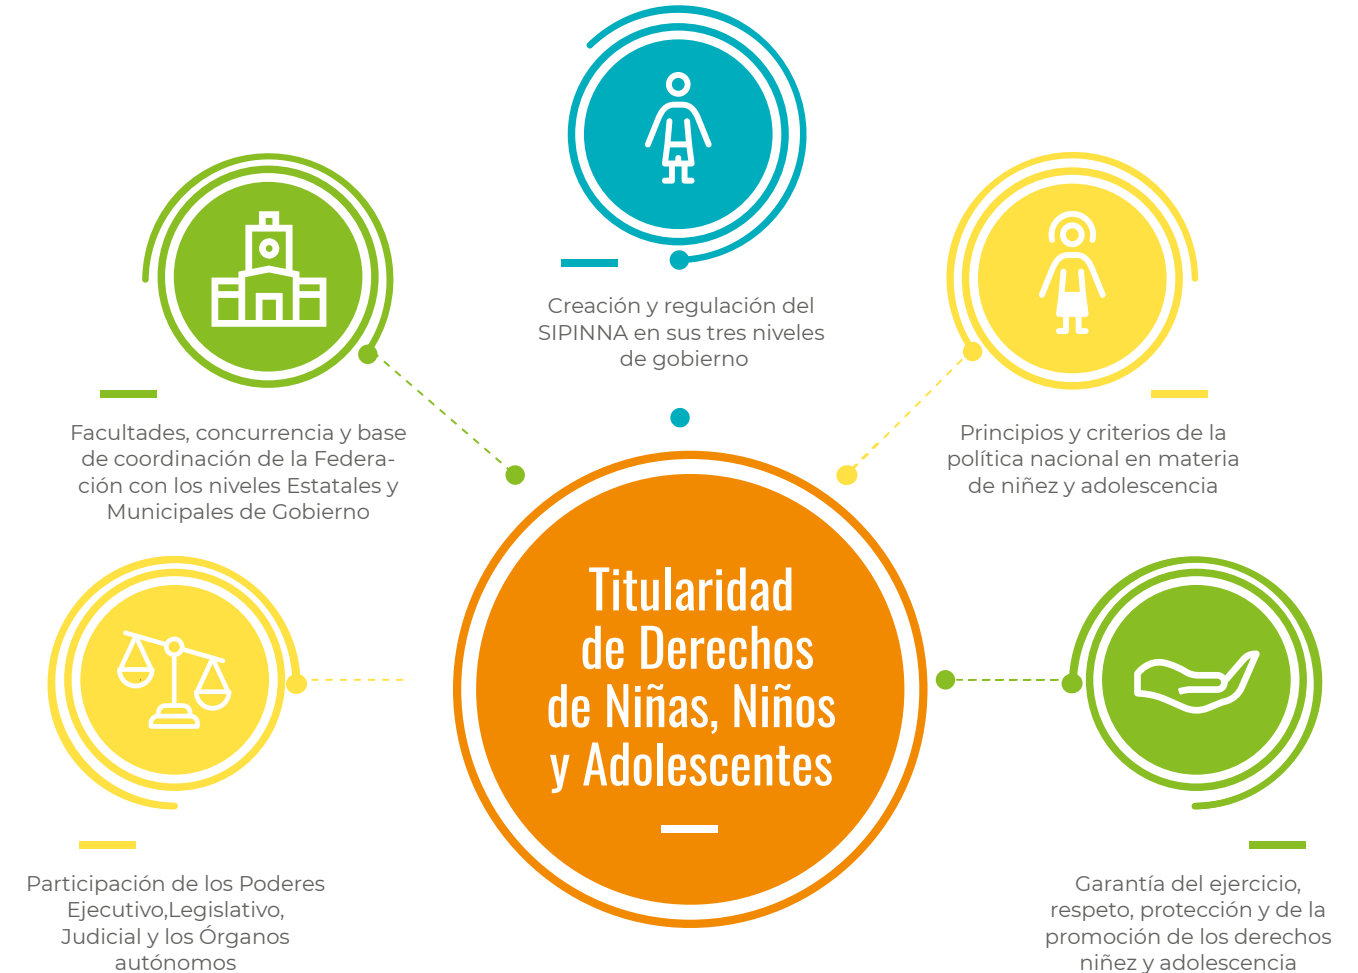 Creación y regulación del
SIPINNA en sus tres niveles
de gobierno
Facultades, concurrencia y base
de coordinación de la Federa-
ción con los niveles Estatales y
Municipales de Gobierno
Principios y criterios de la
política nacional en materia
de niñez y adolescencia
Titularidad
de Derechos
de Niñas, Niños
y Adolescentes
Participación de los Poderes
Ejecutivo,Legislativo,
Judicial y los Órganos
autónomos
Garantía del ejercicio,
respeto, protección y de la
promoción de los derechos
niñez y adolescencia